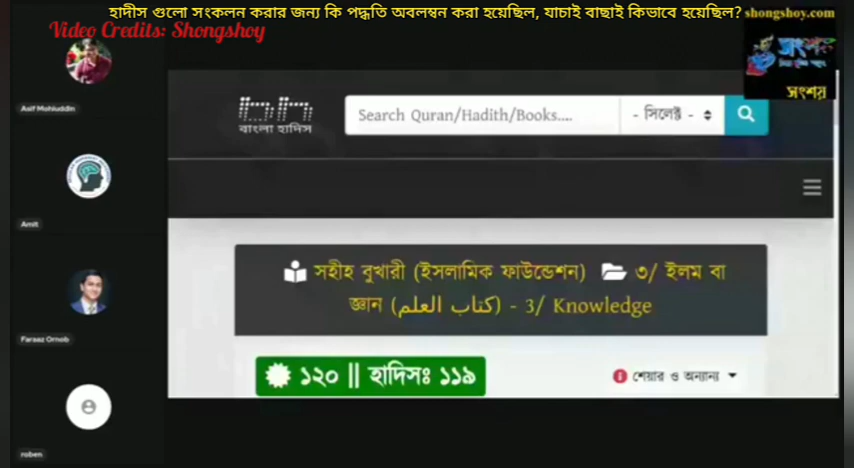 হাদীস গুলো সংকলন করার জন্য কি পদ্ধতি অবলম্বন করা হয়েছিল, যাচাই বাছাই কিভাবে হয়েছিল?
shongshoy.com
Video Credits: Shongshoy
সংশয়
সংশয়
Asif Mohiuddin
Amit
Faraaz Ornob
roben
বাংলা হাদিস
Search Quran/Hadith/Books....
- সিলেক্ট -
সহীহ বুখারী (ইসলামিক ফাউন্ডেশন) ৩/ ইলম বা
জ্ঞান (كتاب العلم) - 3/ Knowledge
১২০ || হাদিসঃ ১১৯
শেয়ার ও অন্যান্য